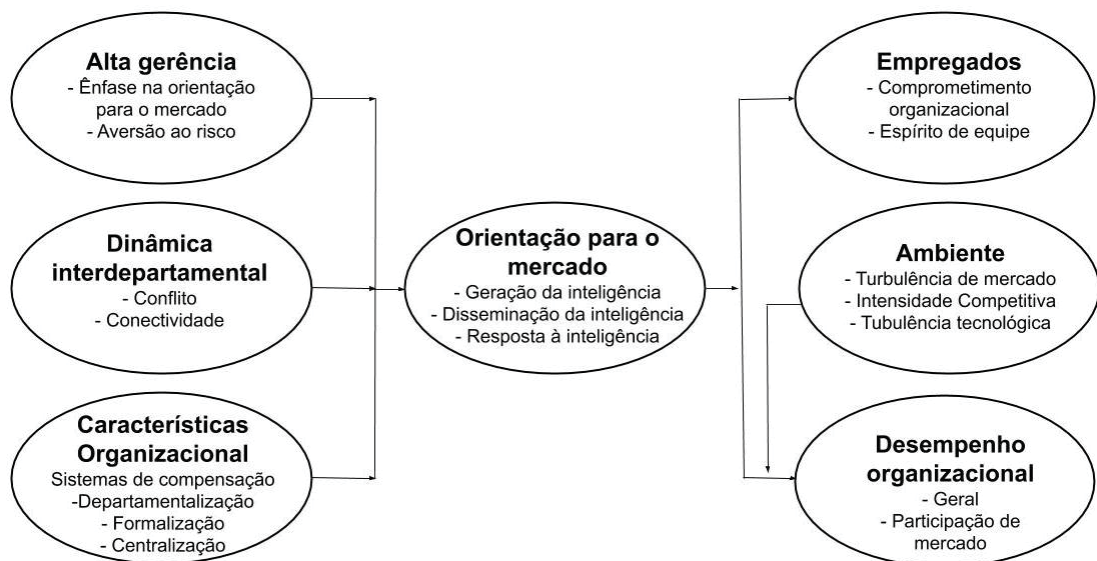 Alta gerência
- Ênfase na orientação
para o mercado
- Aversão ao risco
Dinâmica
interdepartamental
- Conflito
- Conectividade
Características
Organizacional
Sistemas de compensação
-Departamentalização
- Formalização
- Centralização
Orientação para o
mercado
- Geração da inteligência
- Disseminação da inteligência
- Resposta à inteligência
Empregados
- Comprometimento
organizacional
- Espírito de equipe
Ambiente
- Turbulência de mercado
- Intensidade Competitiva
- Tubulência tecnológica
Desempenho
organizacional
- Geral
- Participação de
mercado